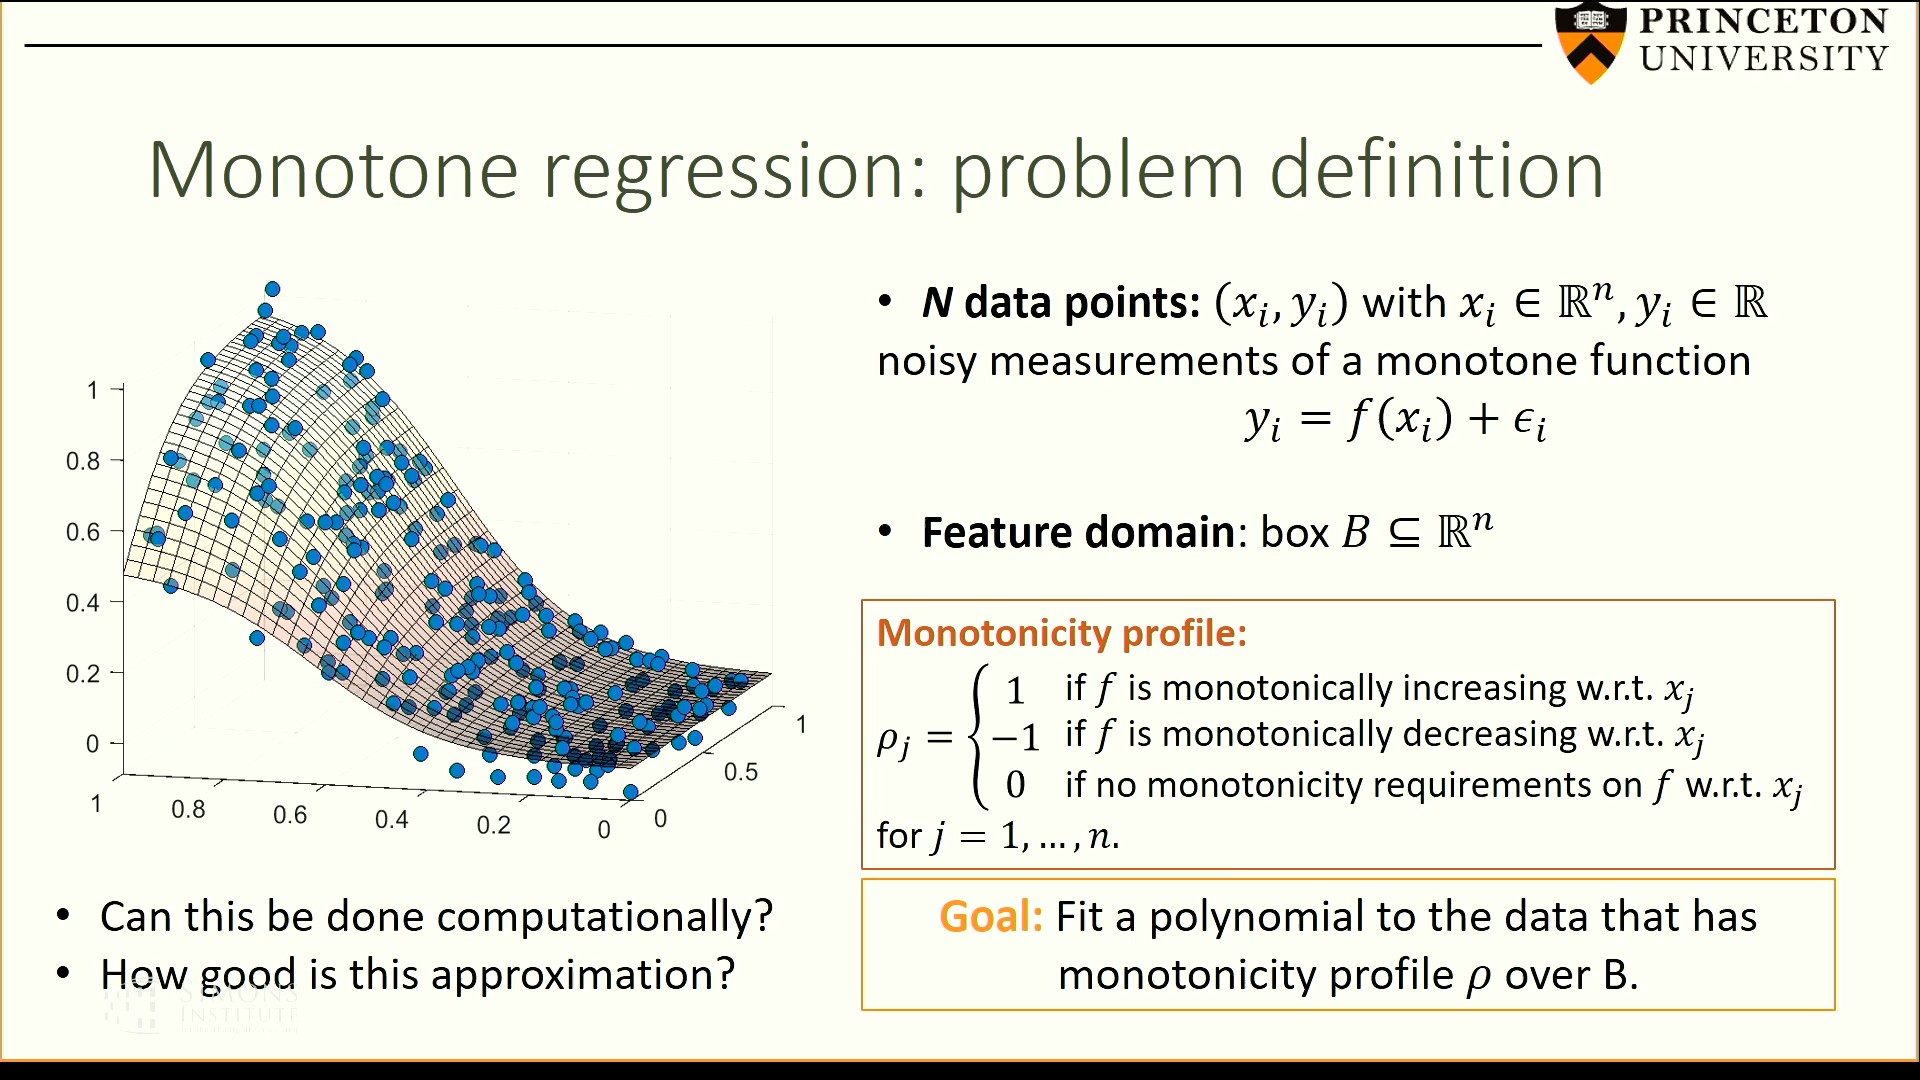 PRINCETON
UNIVERSITY
Monotone regression: problem definition
• N data points: (xᵢ, yᵢ) with xᵢ ∈ ℝⁿ, yᵢ ∈ ℝ
noisy measurements of a monotone function
yᵢ = f(xᵢ) + ϵᵢ
• Feature domain: box B ⊆ ℝⁿ
Monotonicity profile:
1 if f is monotonically increasing w.r.t. xⱼ
ρⱼ = { −1 if f is monotonically decreasing w.r.t. xⱼ
0 if no monotonicity requirements on f w.r.t. xⱼ
for j = 1, … , n.
Goal: Fit a polynomial to the data that has
monotonicity profile ρ over B.
1
0.8
0.6
0.4
0.2
0
1
0.8
0.6
0.4
0.2
0
0
0.5
1
• Can this be done computationally?
• How good is this approximation?
SIMONS
INSTITUTE